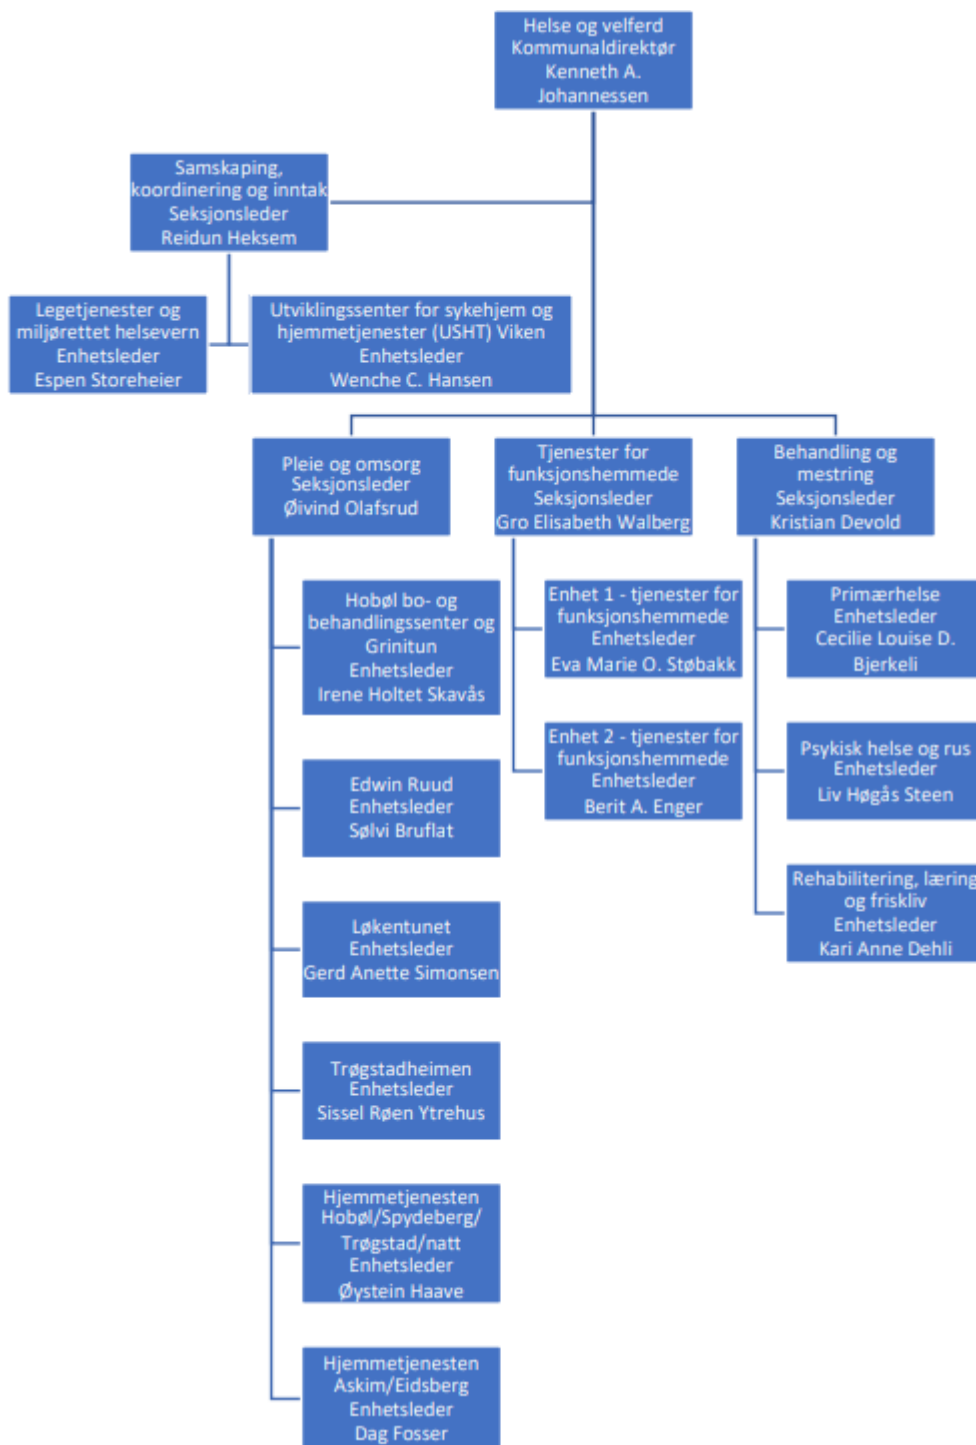 Helse og velferd
Kommunaldirektør
Kenneth A.
Johannessen
Samskaping,
koordinering og inntak
Seksjonsleder
Reidun Heksem
Legetjenester og
miljørettet helsevern
Enhetsleder
Espen Storeheier
Utviklingssenter for sykehjem og
hjemmetjenester (USHT) Viken
Enhetsleder
Wenche C. Hansen
Pleie og omsorg
Seksjonsleder
Øivind Olafsrud
Hobøl bo- og
behandlingssenter og
Grinitun
Enhetsleder
Irene Holtet Skavås
Edwin Ruud
Enhetsleder
Sølvi Bruflat
Løkentunet
Enhetsleder
Gerd Anette Simonsen
Trøgstadheimen
Enhetsleder
Sissel Røen Ytrehus
Hjemmetjenesten
Hobøl/Spydeberg/
Trøgstad/natt
Enhetsleder
Øystein Haave
Hjemmetjenesten
Askim/Eidsberg
Enhetsleder
Dag Fosser
Tjenester for
funksjonshemmede
Seksjonsleder
Gro Elisabeth Walberg
Enhet 1 - tjenester for
funksjonshemmede
Enhetsleder
Eva Marie O. Støbakk
Enhet 2 - tjenester for
funksjonshemmede
Enhetsleder
Berit A. Enger
Behandling og
mestring
Seksjonsleder
Kristian Devold
Primærhelse
Enhetsleder
Cecilie Louise D.
Bjerkeli
Psykisk helse og rus
Enhetsleder
Liv Høgås Steen
Rehabilitering, læring
og friskliv
Enhetsleder
Kari Anne Dehli